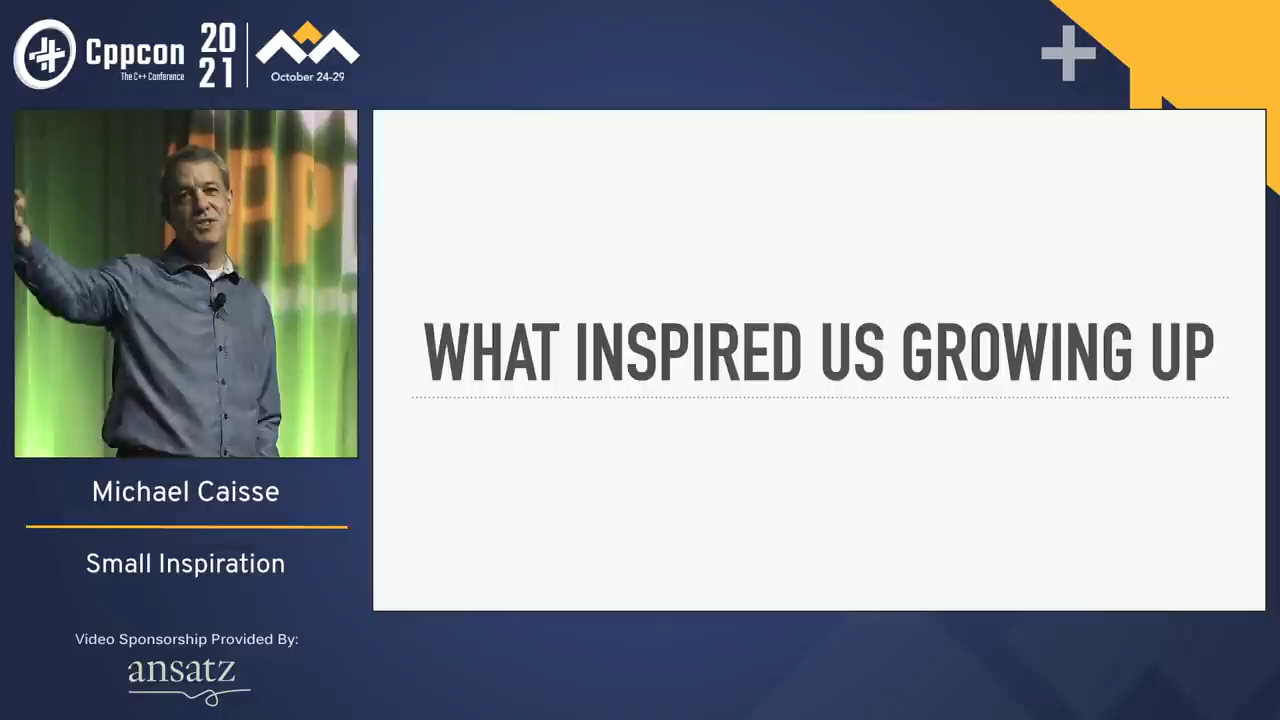 Cppcon
The C++ Conference
20
21
October 24-29
WHAT INSPIRED US GROWING UP
Michael Caisse
Small Inspiration
Video Sponsorship Provided By:
ansatz